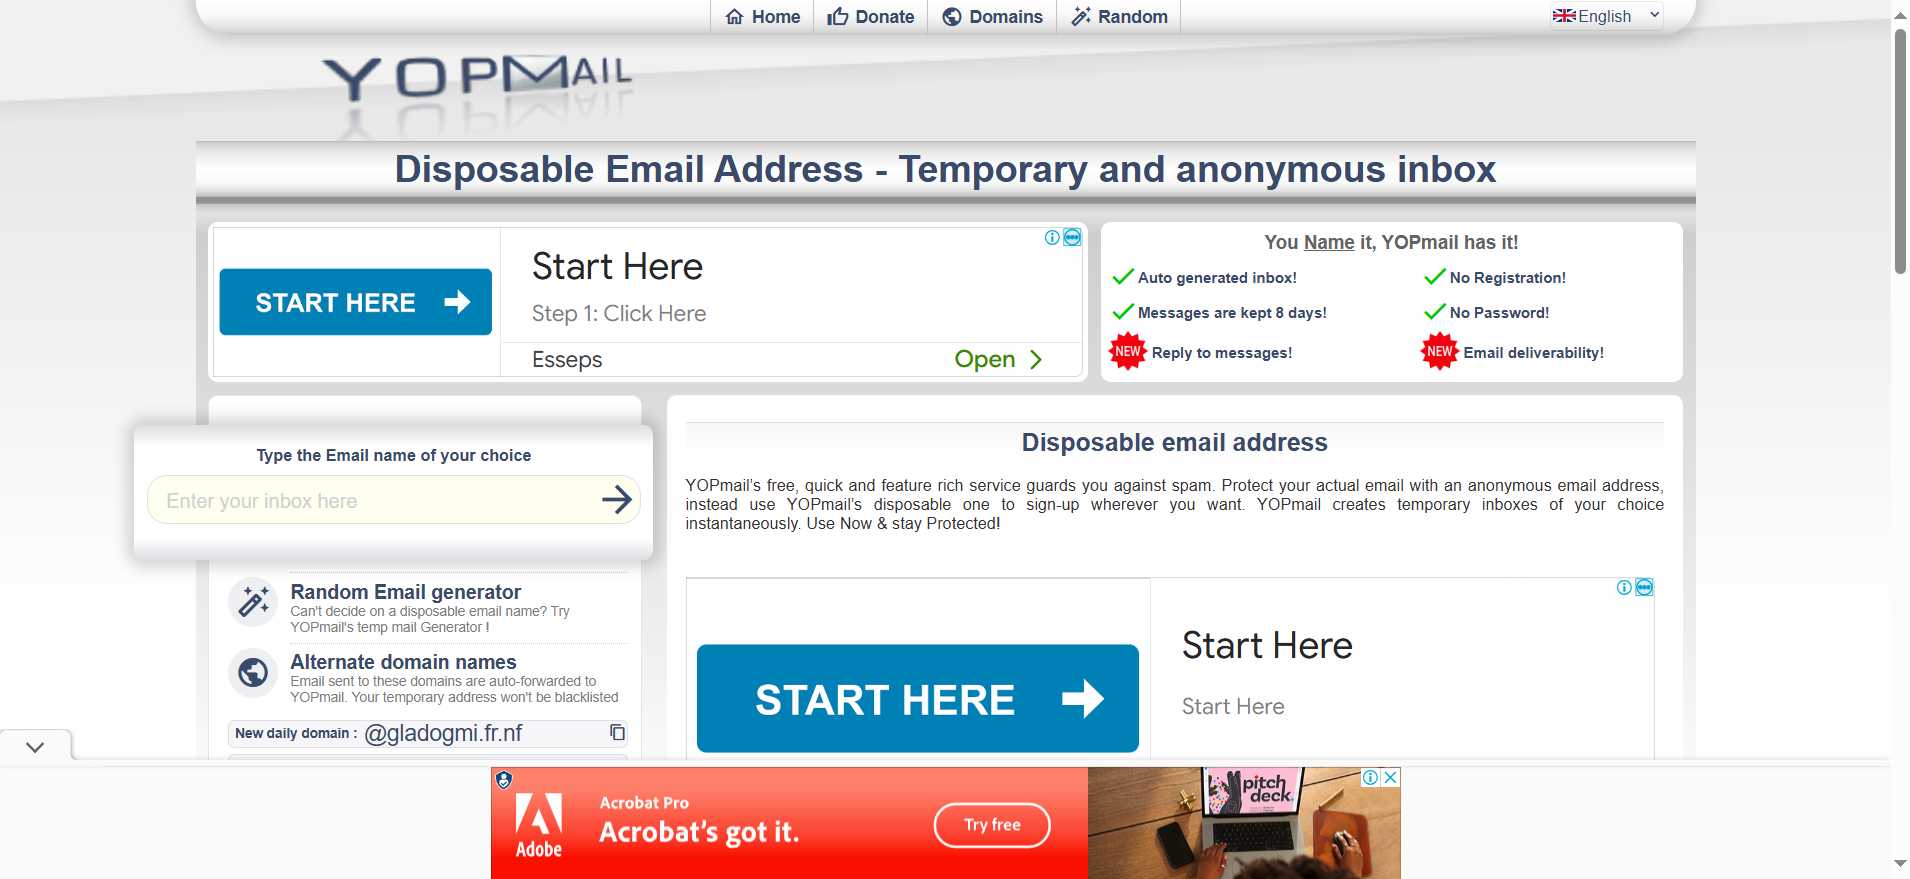 Home Donate Domains Random English
YOPMAIL
Disposable Email Address - Temporary and anonymous inbox
START HERE
Start Here
Step 1: Click Here
Esseps
Open
You Name it, YOPmail has it!
Auto generated inbox!
No Registration!
Messages are kept 8 days!
No Password!
NEW Reply to messages!
NEW Email deliverability!
Type the Email name of your choice
Enter your inbox here
Random Email generator
Can't decide on a disposable email name? Try
YOPmail's temp mail Generator !
Alternate domain names
Email sent to these domains are auto-forwarded to
YOPmail. Your temporary address won't be blacklisted
New daily domain : @gladogmi.fr.nf
Disposable email address
YOPmail's free, quick and feature rich service guards you against spam. Protect your actual email with an anonymous email address,
instead use YOPmail's disposable one to sign-up wherever you want. YOPmail creates temporary inboxes of your choice
instantaneously. Use Now & stay Protected!
START HERE
Start Here
Start Here
Adobe
Acrobat Pro
Acrobat's got it.
Try free
pitch
deck.